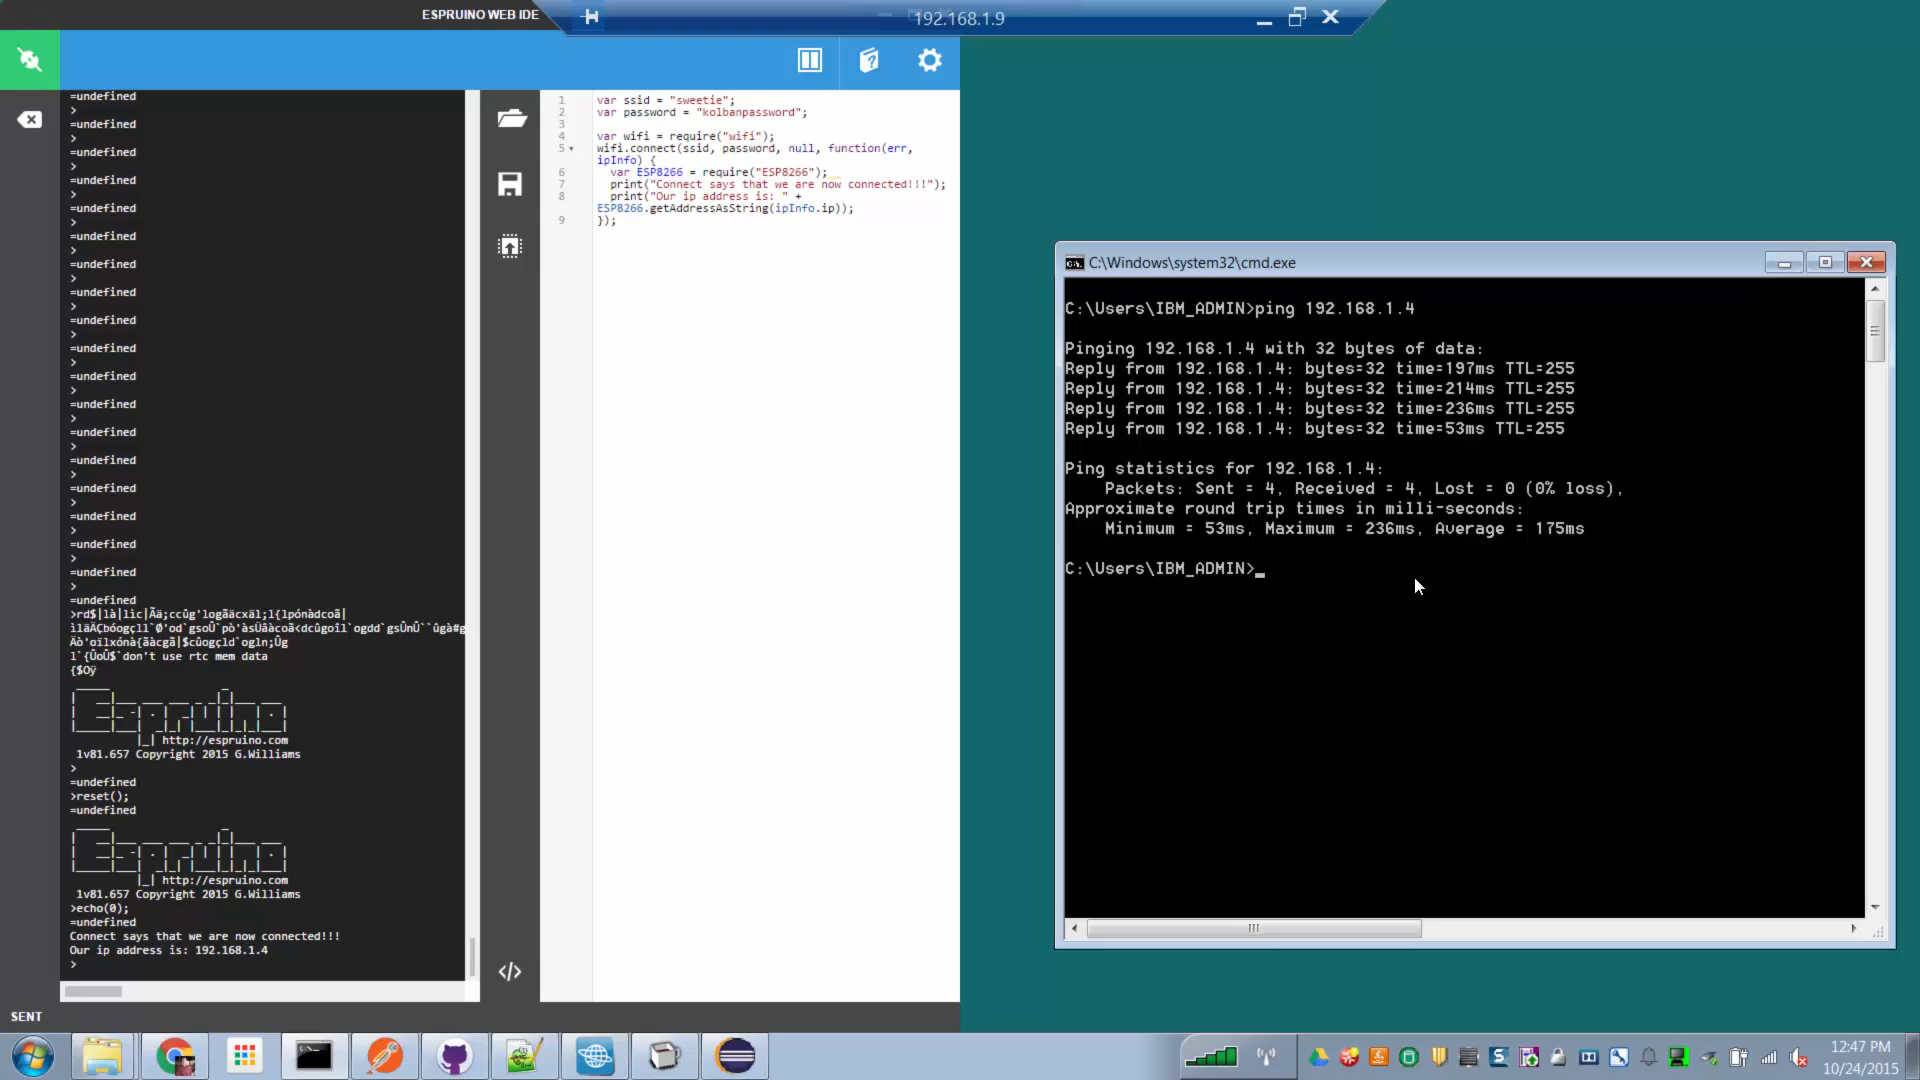 ESPRUINO WEB IDE
192.168.1.9
=undefined
>
=undefined
>
=undefined
>
=undefined
>
=undefined
>
=undefined
>
=undefined
>
=undefined
>
=undefined
>
=undefined
>
=undefined
>
=undefined
>
=undefined
>
=undefined
>
=undefined
>
=undefined
>
=undefined
>
=undefined
>
=undefined
don't use rtc mem data
Espruino
http://espruino.com
1v81.657 Copyright 2015 G.Williams
>
=undefined
>reset();
=undefined
Espruino
http://espruino.com
1v81.657 Copyright 2015 G.Williams
>echo(0);
=undefined
Connect says that we are now connected!!!
Our ip address is: 192.168.1.4
>
SENT
1 var ssid = "sweetie";
2 var password = "kolbanpassword";
3
4 var wifi = require("wifi");
5 wifi.connect(ssid, password, null, function(err,
ipInfo) {
6 var ESP8266 = require("ESP8266");
7 print("Connect says that we are now connected!!!");
8 print("Our ip address is: " +
ESP8266.getAddressAsString(ipInfo.ip));
9 });
C:\Windows\system32\cmd.exe
C:\Users\IBM_ADMIN>ping 192.168.1.4
Pinging 192.168.1.4 with 32 bytes of data:
Reply from 192.168.1.4: bytes=32 time=197ms TTL=255
Reply from 192.168.1.4: bytes=32 time=214ms TTL=255
Reply from 192.168.1.4: bytes=32 time=236ms TTL=255
Reply from 192.168.1.4: bytes=32 time=53ms TTL=255
Ping statistics for 192.168.1.4:
Packets: Sent = 4, Received = 4, Lost = 0 (0% loss),
Approximate round trip times in milli-seconds:
Minimum = 53ms, Maximum = 236ms, Average = 175ms
C:\Users\IBM_ADMIN>_
12:47 PM
10/24/2015